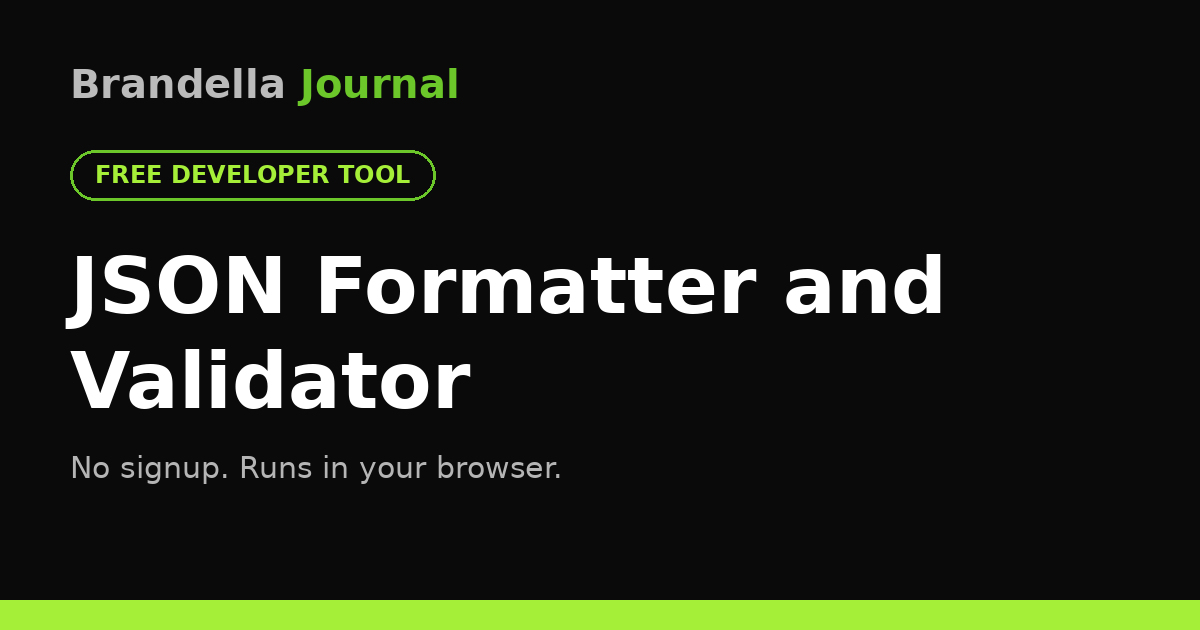 Brandella Journal
FREE DEVELOPER TOOL
JSON Formatter and
Validator
No signup. Runs in your browser.